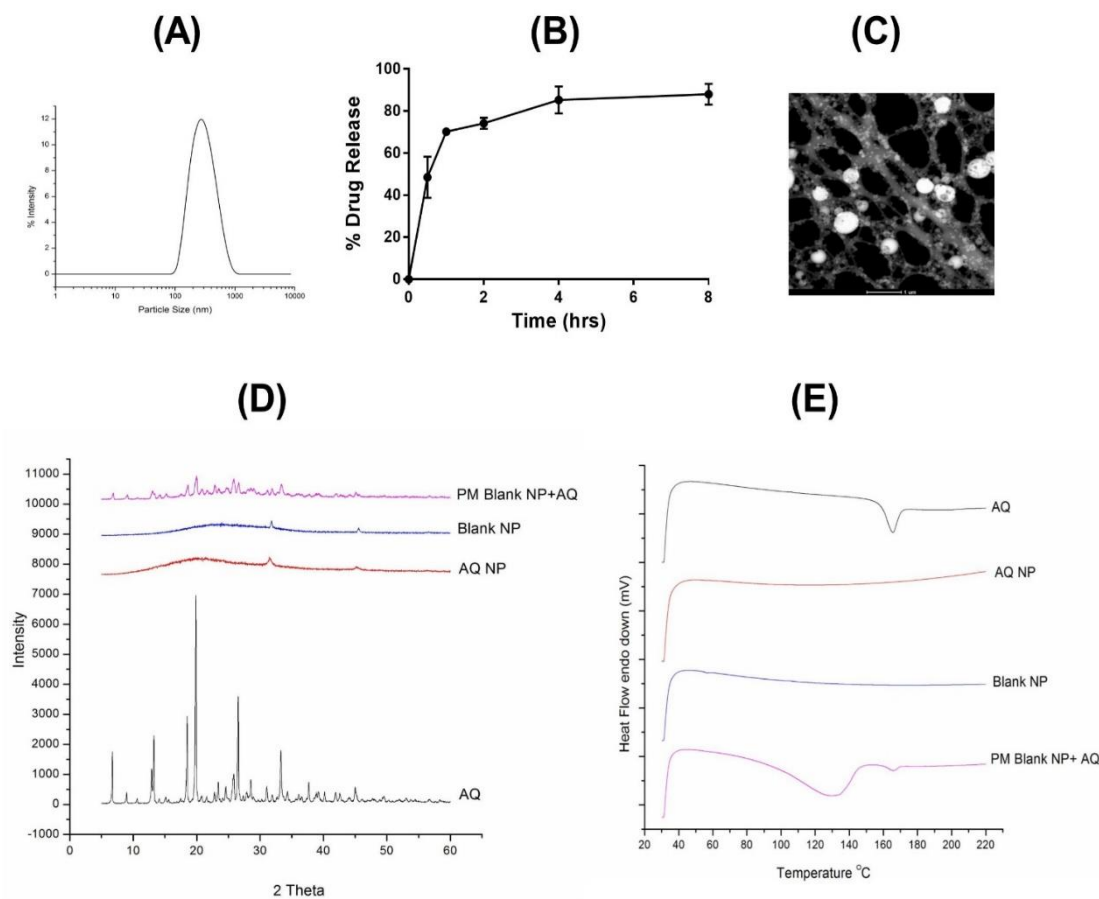 (A)
(B)
(C)
% Intensity
12
10
8
6
4
2
0
1
10
100
1000
10000
Particle Size (nm)
% Drug Release
100
80
60
40
20
0
0
2
4
6
8
Time (hrs)
1 um
(D)
(E)
Intensity
11000
10000
9000
8000
7000
6000
5000
4000
3000
2000
1000
0
-1000
PM Blank NP+AQ
Blank NP
AQ NP
AQ
0
10
20
30
40
50
60
2 Theta
Heat Flow endo down (mV)
AQ
AQ NP
Blank NP
PM Blank NP+ AQ
20
40
60
80
100
120
140
160
180
200
220
Temperature °C